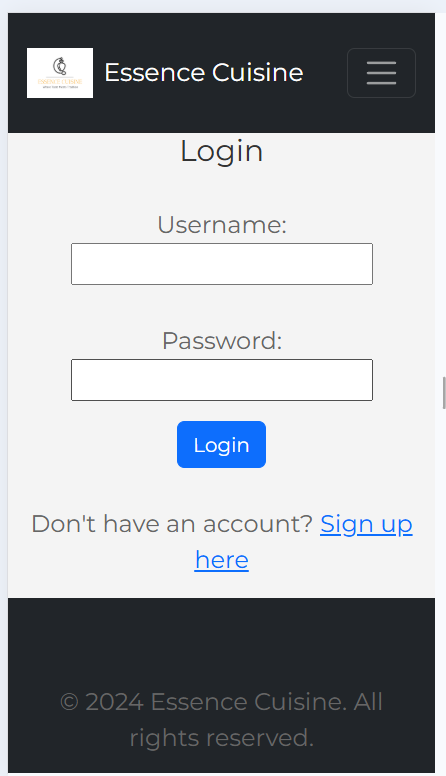 Essence Cuisine
Login
Username:
Password:
Login
Don't have an account? Sign up
here
© 2024 Essence Cuisine. All
rights reserved.